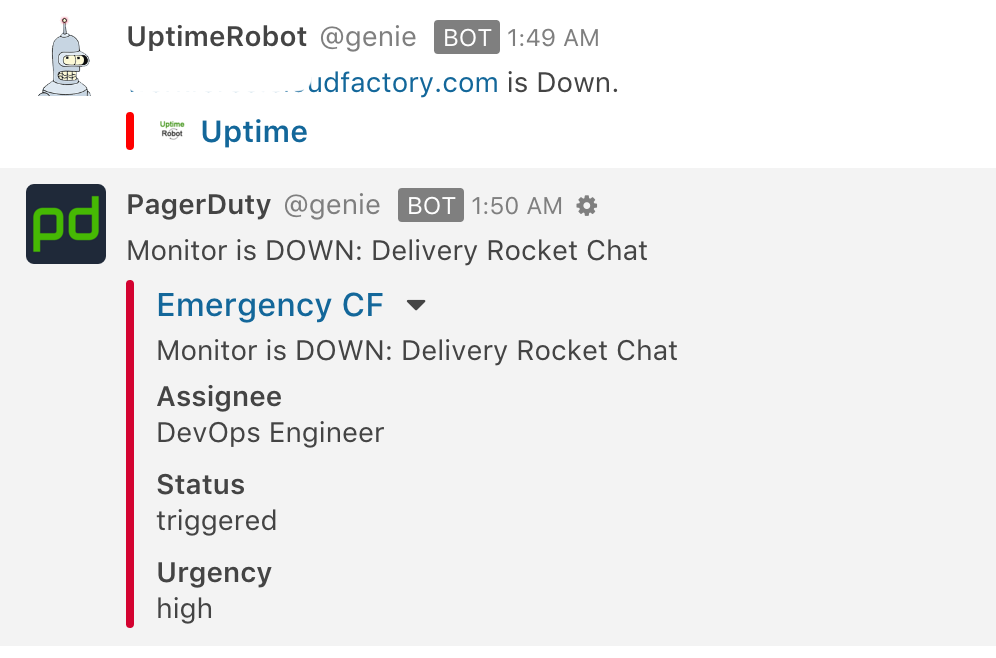 UptimeRobot @genie BOT 1:49 AM
udfactory.com is Down.
Uptime Robot Uptime
pd PagerDuty @genie BOT 1:50 AM
Monitor is DOWN: Delivery Rocket Chat
Emergency CF
Monitor is DOWN: Delivery Rocket Chat
Assignee
DevOps Engineer
Status
triggered
Urgency
high